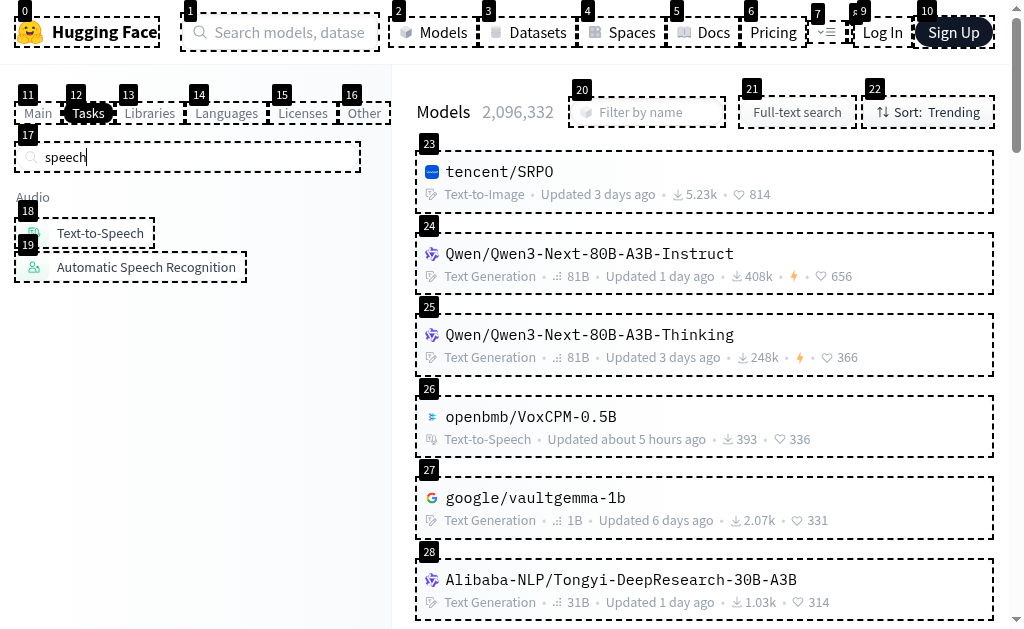 0 1 2 3 4 5 6 7 9 10
Hugging Face Search models, datase Models Datasets Spaces Docs Pricing Log In Sign Up
11 12 13 14 15 16
Main Tasks Libraries Languages Licenses Other
17
speech
Audio
18
Text-to-Speech
19
Automatic Speech Recognition
20 21 22
Models 2,096,332 Filter by name Full-text search Sort: Trending
23
tencent/SRPO
Text-to-Image • Updated 3 days ago • 5.23k • 814
24
Qwen/Qwen3-Next-80B-A3B-Instruct
Text Generation • 81B • Updated 1 day ago • 408k • • 656
25
Qwen/Qwen3-Next-80B-A3B-Thinking
Text Generation • 81B • Updated 3 days ago • 248k • • 366
26
openbmb/VoxCPM-0.5B
Text-to-Speech • Updated about 5 hours ago • 393 • 336
27
google/vaultgemma-1b
Text Generation • 1B • Updated 6 days ago • 2.07k • 331
28
Alibaba-NLP/Tongyi-DeepResearch-30B-A3B
Text Generation • 31B • Updated 1 day ago • 1.03k • 314